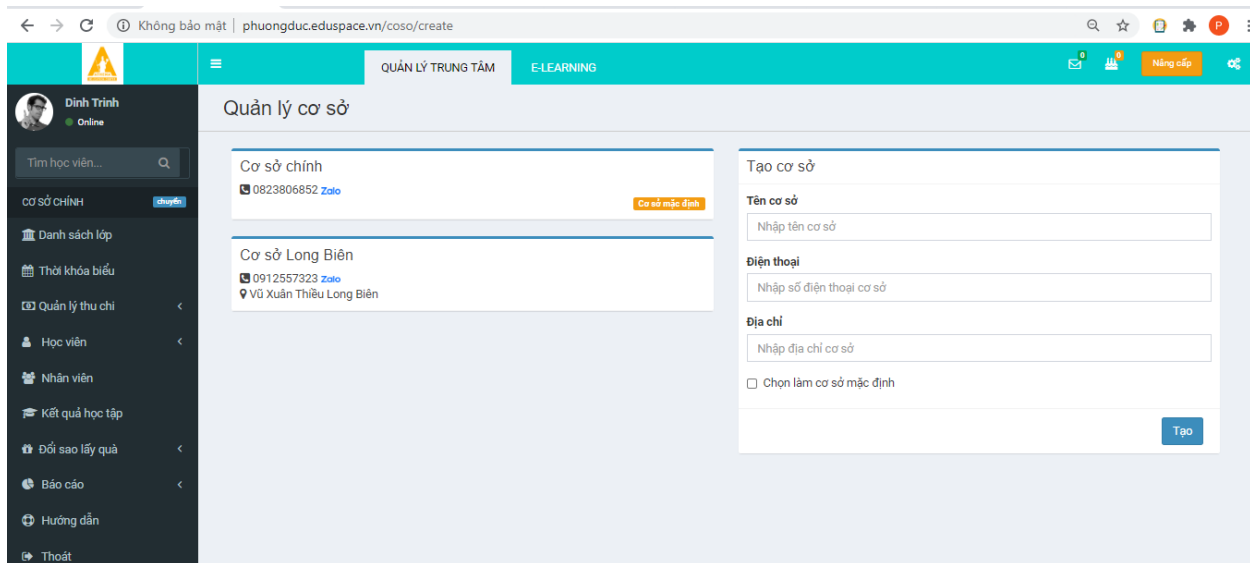 Không bảo mật | phuongduc.eduspace.vn/coso/create
P
QUẢN LÝ TRUNG TÂM
E-LEARNING
0
0
Nâng cấp
Dinh Trinh
Online
Tìm học viên...
CƠ SỞ CHÍNH
chuyển
Danh sách lớp
Thời khóa biểu
Quản lý thu chi
Học viên
Nhân viên
Kết quả học tập
Đổi sao lấy quà
Báo cáo
Hướng dẫn
Thoát
Quản lý cơ sở
Cơ sở chính
0823806852 Zalo
Cơ sở mặc định
Cơ sở Long Biên
0912557323 Zalo
Vũ Xuân Thiều Long Biên
Tạo cơ sở
Tên cơ sở
Nhập tên cơ sở
Điện thoại
Nhập số điện thoại cơ sở
Địa chỉ
Nhập địa chỉ cơ sở
Chọn làm cơ sở mặc định
Tạo